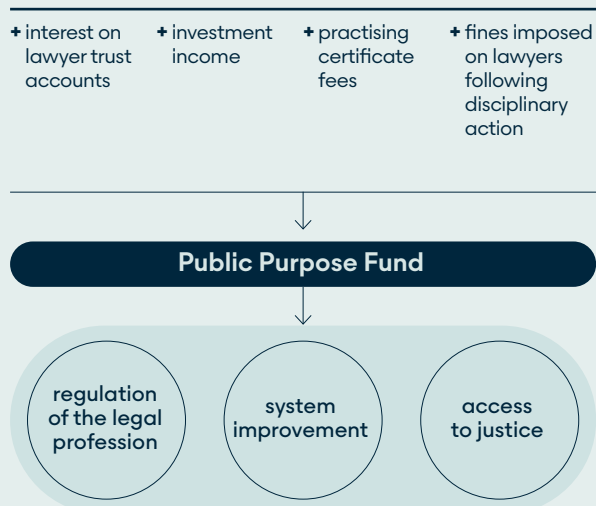 + interest on
lawyer trust
accounts
+ investment
income
+ practising
certificate
fees
+ fines imposed
on lawyers
following
disciplinary
action
Public Purpose Fund
regulation
of the legal
profession
system
improvement
access
to justice